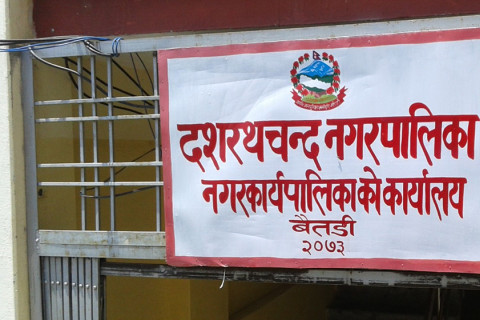 दशरथचन्द नगरपालिका
नगरकार्यपालिकाको कार्यालय
बैतडी
२०७३